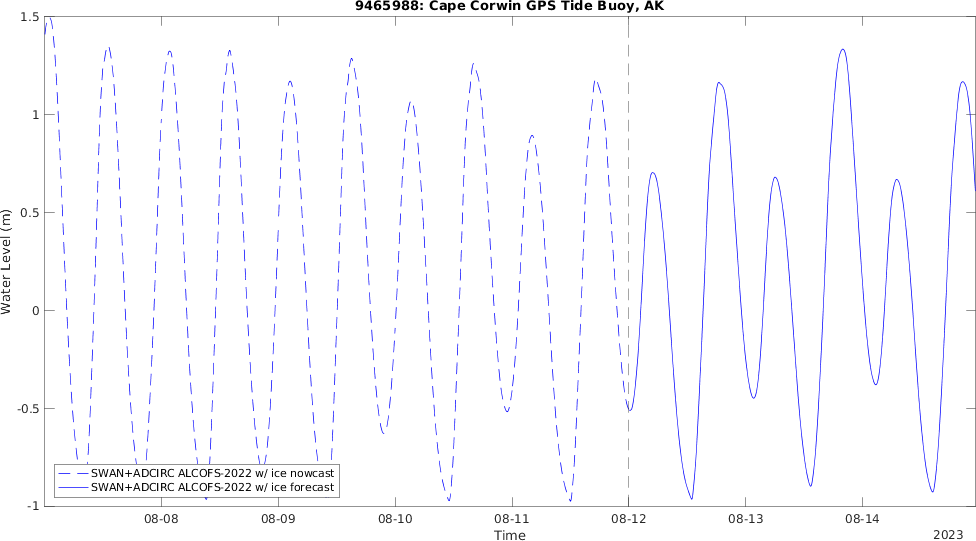 9465988: Cape Corwin GPS Tide Buoy, AK
1.5
1
0.5
0
-0.5
-1
Water Level (m)
SWAN+ADCIRC ALCOFS-2022 w/ ice nowcast
SWAN+ADCIRC ALCOFS-2022 w/ ice forecast
08-08 08-09 08-10 08-11 08-12 08-13 08-14
Time
2023